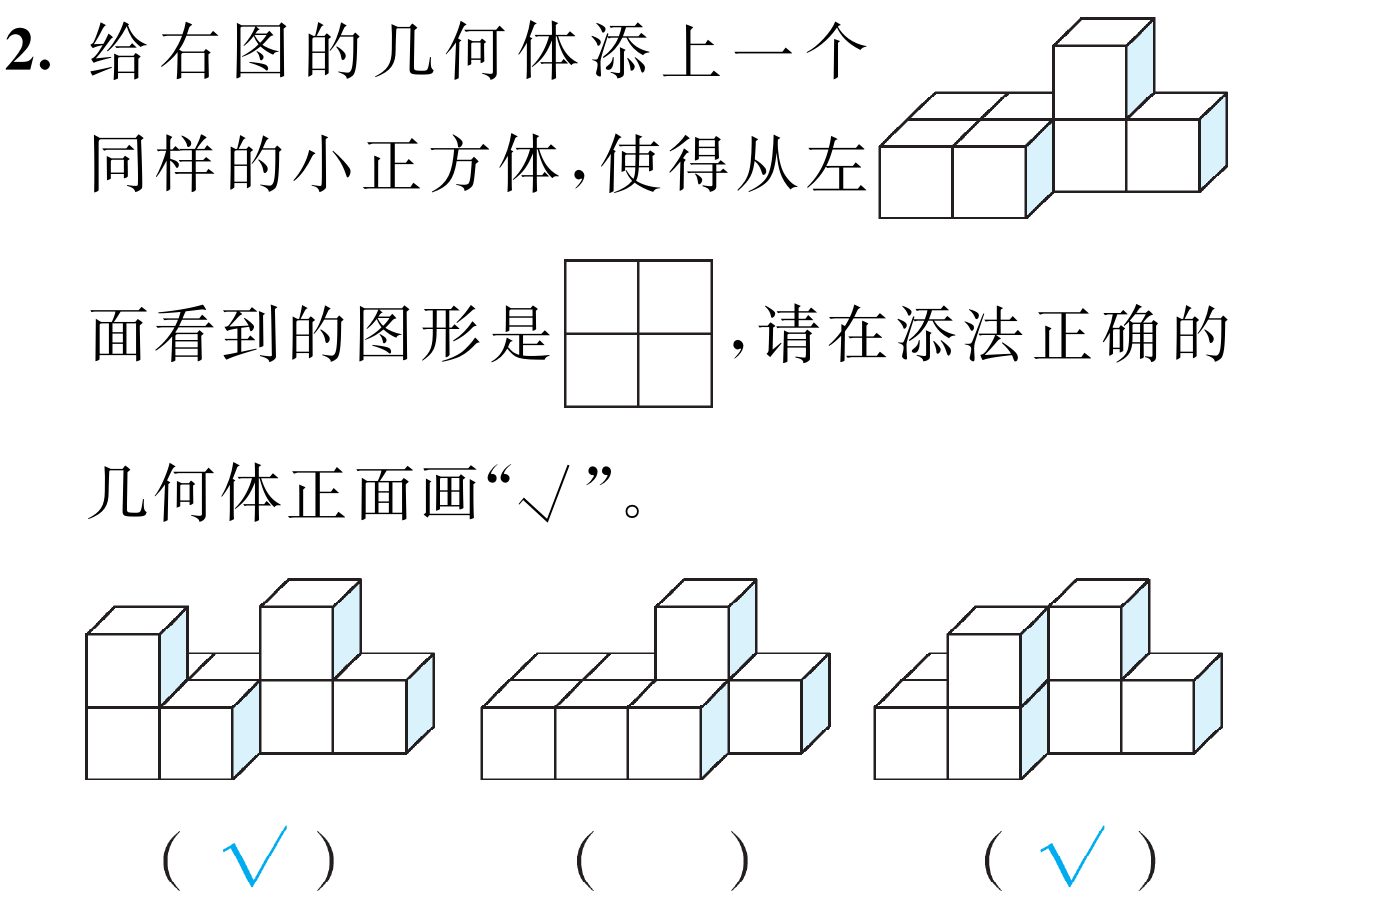 2. 给右图的几何体添上一个
同样的小正方体,使得从左
面看到的图形是 ,请在添法正确的
几何体正面画“√”。
( √ ) ( ) ( √ )